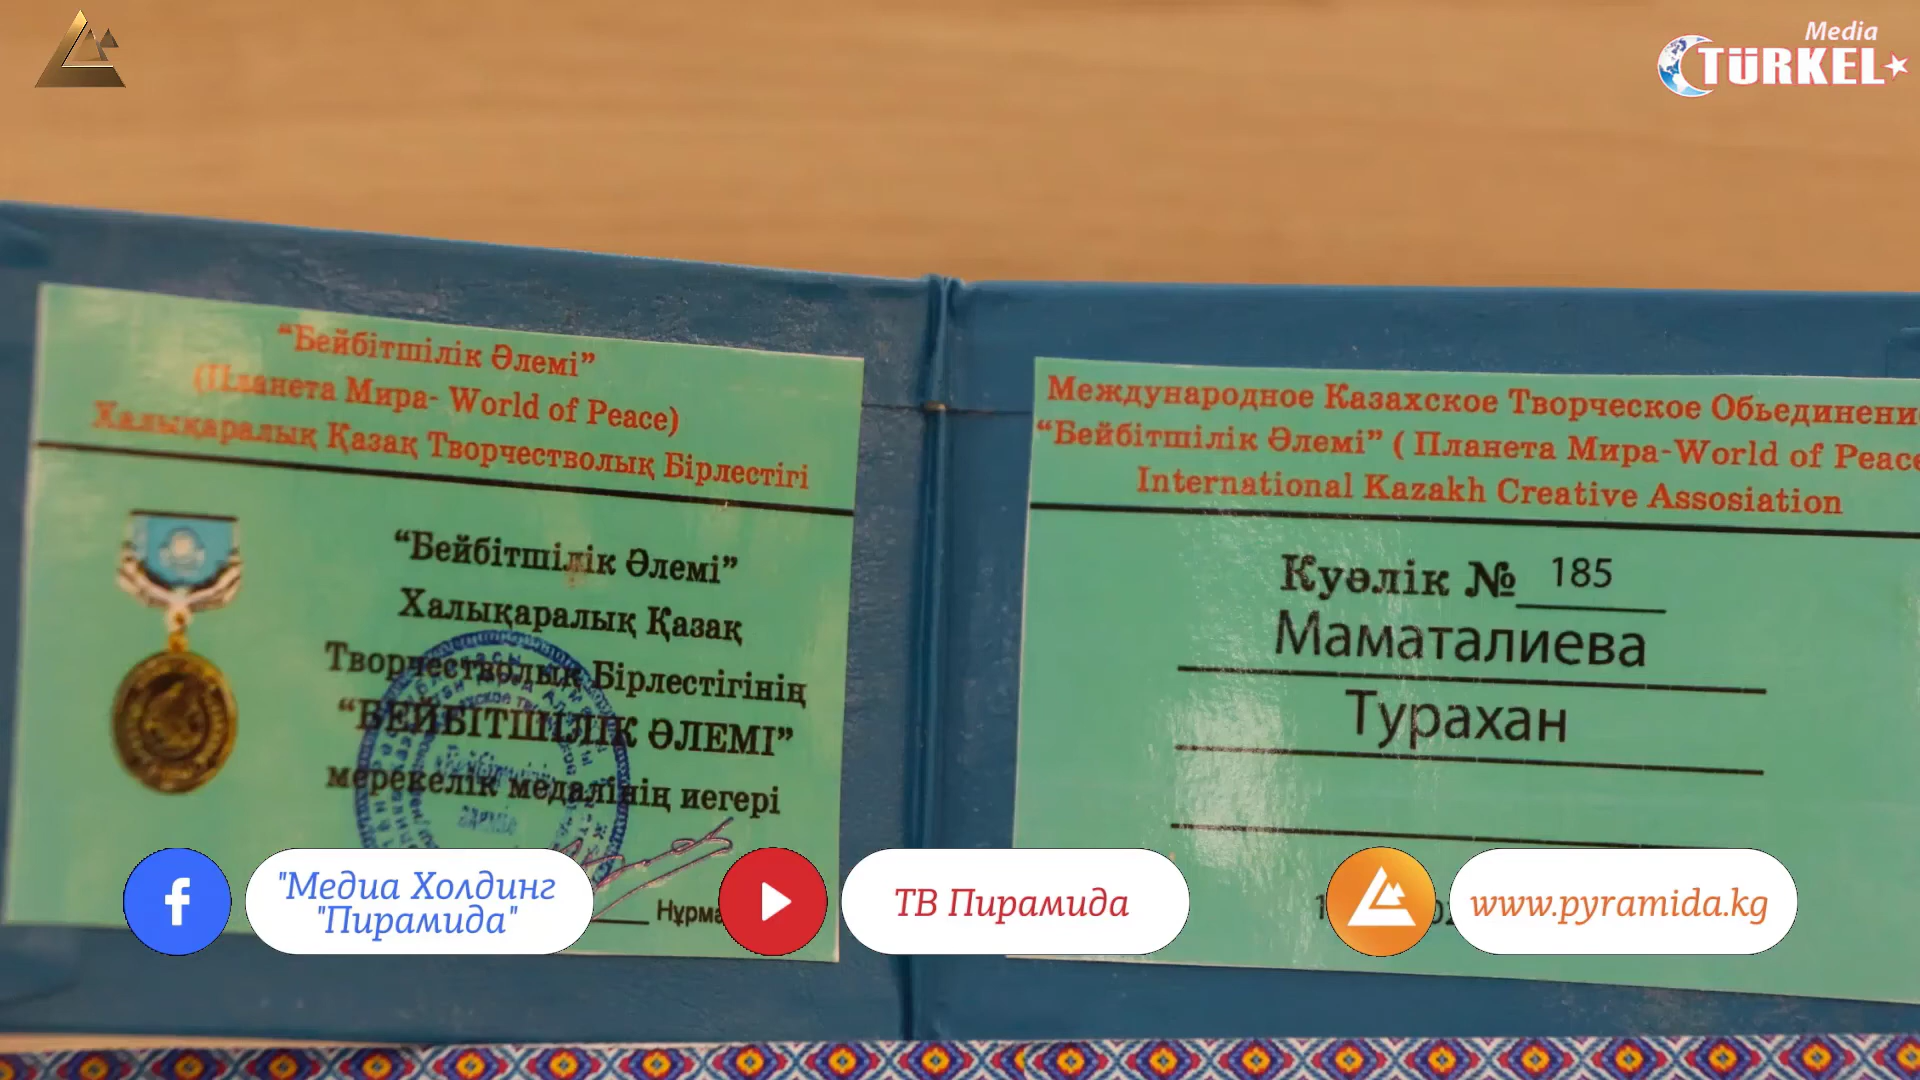 Media
TÜRKEL
“Бейбітшілік Әлемі”
(Планета Мира- World of Peace)
Халықаралық Қазақ Творчестволық Бірлестігі
“Бейбітшілік Әлемі”
Халықаралық Қазақ
Творчестволық Бірлестігінің
“БЕЙБІТШІЛІК ӘЛЕМІ”
мерекелік медалінің иегері
Международное Казахское Творческое Обьединени
“Бейбітшілік Әлемі” ( Планета Мира-World of Peace
International Kazakh Creative Assosiation
Куәлік № 185
Маматалиева
Турахан
"Медиа Холдинг
"Пирамида"
ТВ Пирамида
www.pyramida.kg